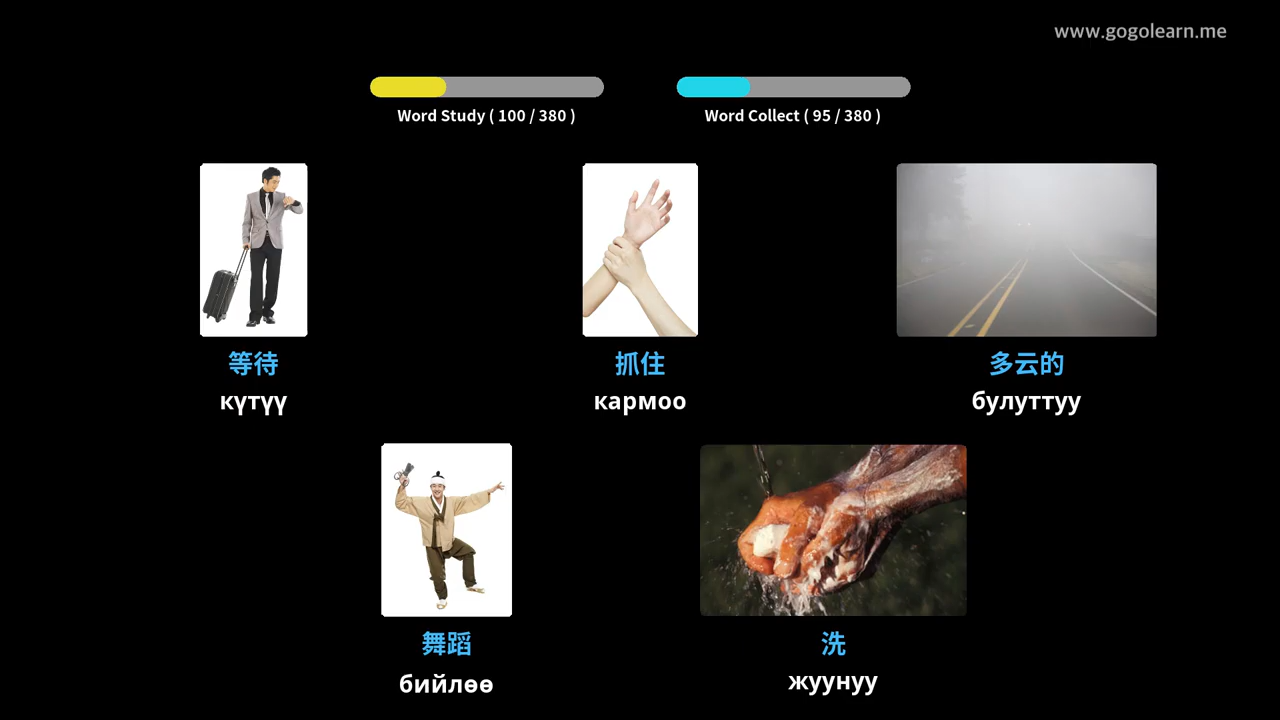 www.gogolearn.me
Word Study ( 100 / 380 )
Word Collect ( 95 / 380 )
等待
күтүү
抓住
кармоо
多云的
булуттуу
舞蹈
бийлөө
洗
жуунуу